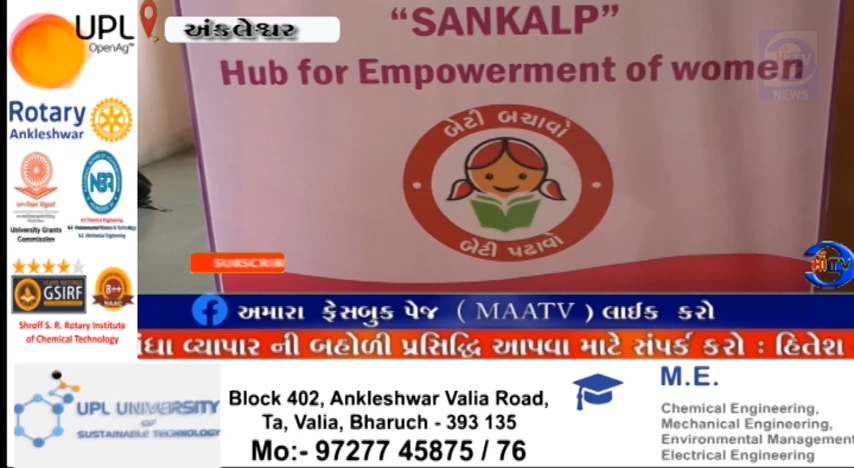 UPL
OpenAg™
Rotary
Ankleshwar
NBA
University Grants
Commission
GSIRF
B++
NAAC
Shroff S. R. Rotary Institute
of Chemical Technology
અંકલેશ્વર
"SANKALP"
Hub for Empowerment of women
NEWS
બેટી બચાવો
બેટી પઢાવો
SUBSCRIB
માઁ TV
અમારા ફેસબુક પેજ ( MAATV ) લાઈક કરો
ધંધા વ્યાપાર ની બહોળી પ્રસિદ્ધિ આપવા માટે સંપર્ક કરો : હિતેશ
UPL UNIVERSITY
OF
SUSTAINABLE TECHNOLOGY
Block 402, Ankleshwar Valia Road,
Ta, Valia, Bharuch - 393 135
Mo:- 97277 45875 / 76
M.E.
Chemical Engineering,
Mechanical Engineering,
Environmental Management
Electrical Engineering